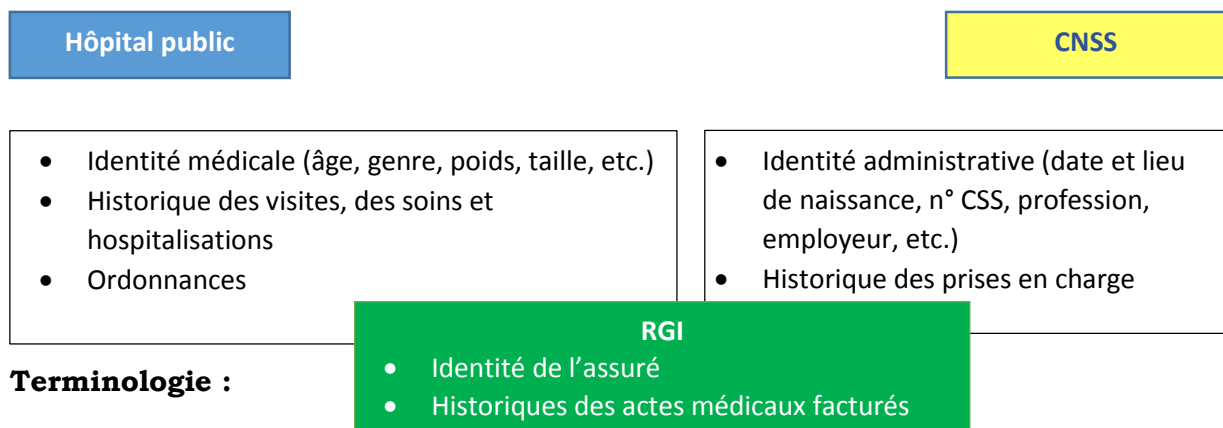 Hôpital public
CNSS
• Identité médicale (âge, genre, poids, taille, etc.)
• Historique des visites, des soins et
hospitalisations
• Ordonnances
• Identité administrative (date et lieu
de naissance, n° CSS, profession,
employeur, etc.)
• Historique des prises en charge
RGI
• Identité de l’assuré
• Historiques des actes médicaux facturés
Terminologie :